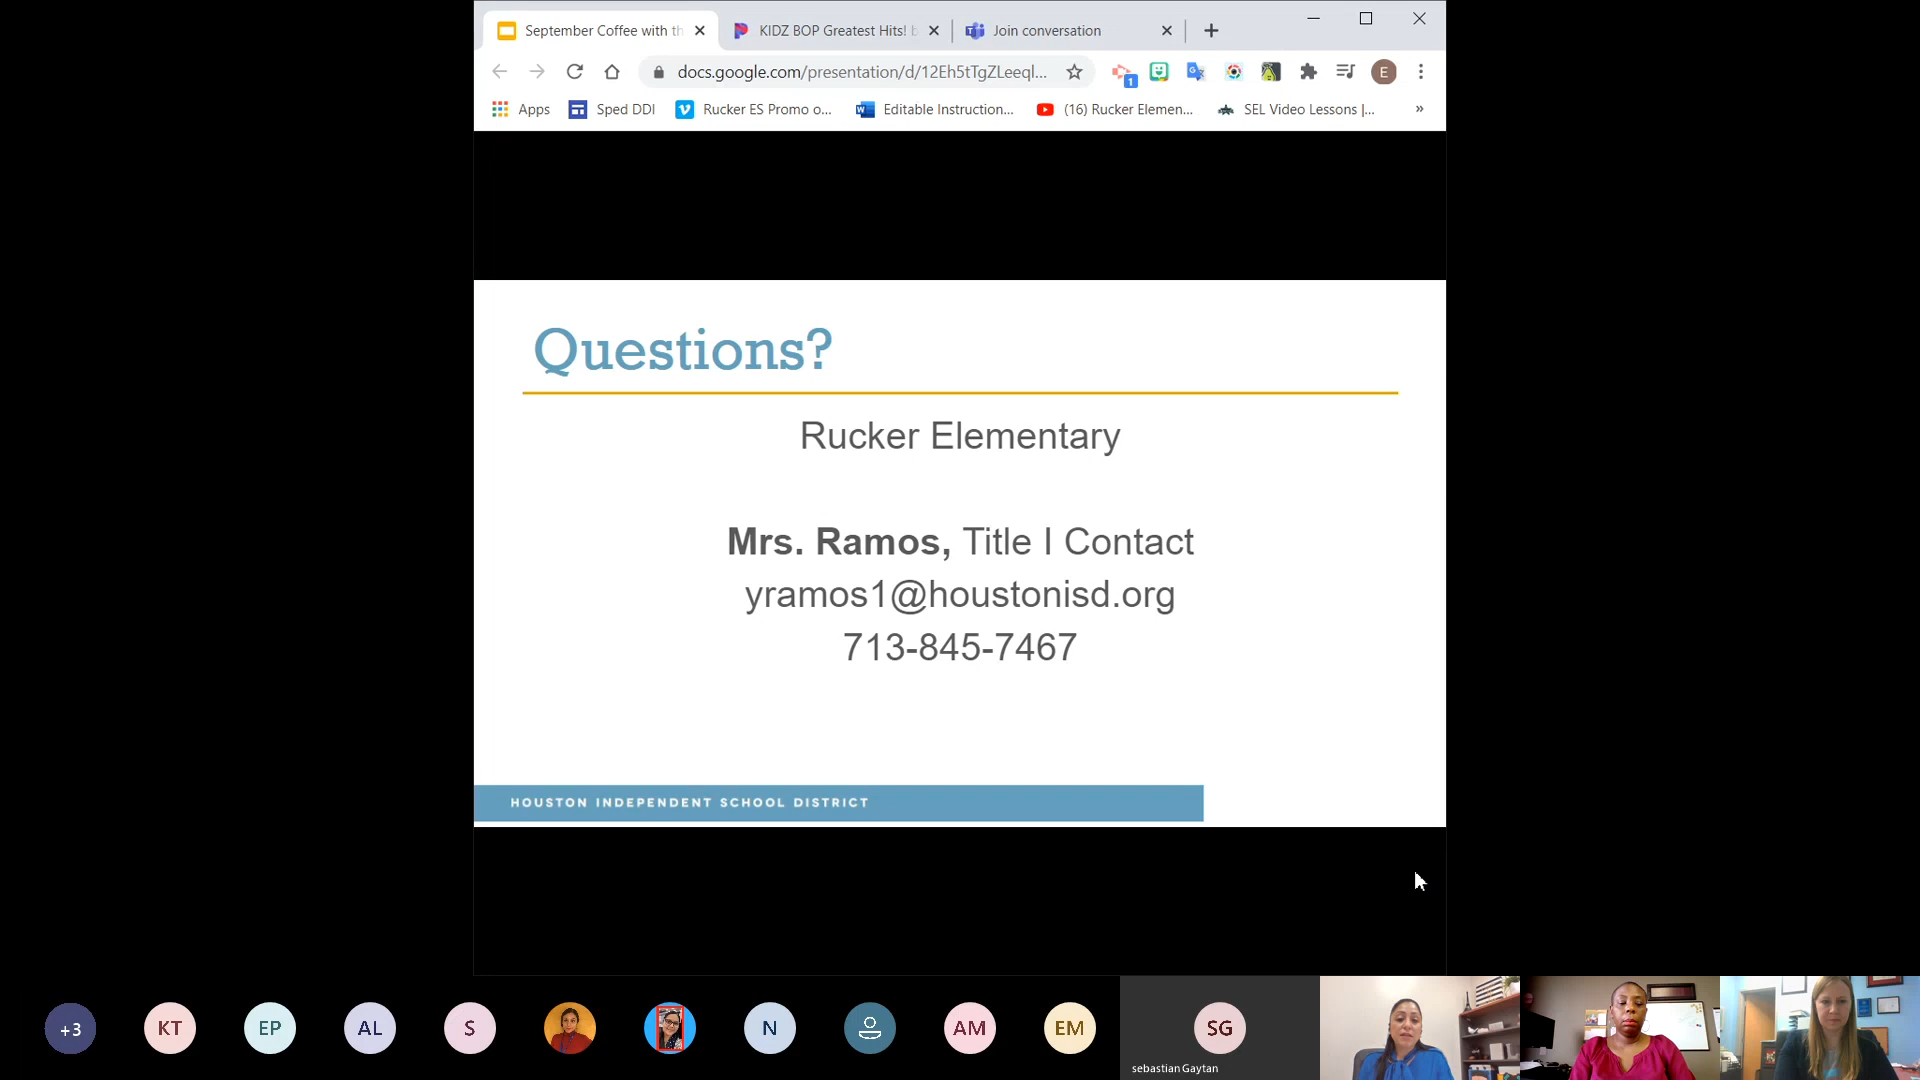 September Coffee with th
KIDZ BOP Greatest Hits!
Join conversation
docs.google.com/presentation/d/12Eh5tTgZLeeql...
1
E
Apps
Sped DDI
Rucker ES Promo o...
Editable Instruction...
(16) Rucker Elemen...
SEL Video Lessons |...
»
Questions?
Rucker Elementary
Mrs. Ramos, Title I Contact
yramos1@houstonisd.org
713-845-7467
HOUSTON INDEPENDENT SCHOOL DISTRICT
+3
KT
EP
AL
S
N
AM
EM
SG
sebastian Gaytan